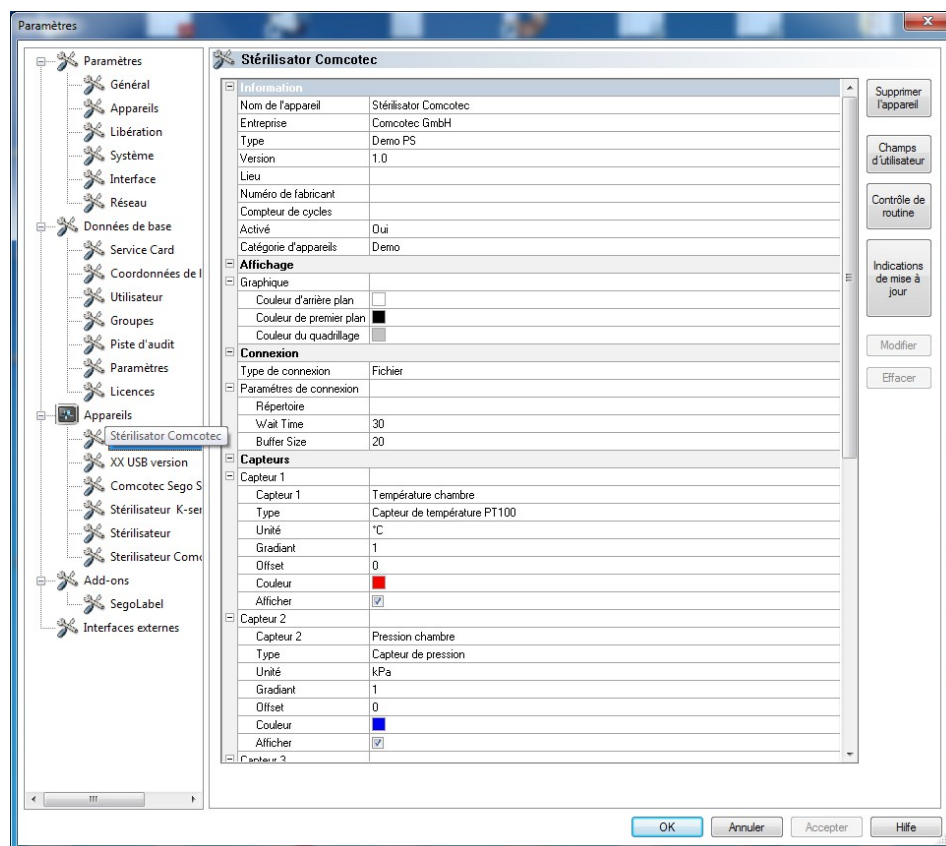 Paramètres
Paramètres
Général
Appareils
Libération
Système
Interface
Réseau
Données de base
Service Card
Coordonnées de l
Utilisateur
Groupes
Piste d'audit
Paramètres
Licences
Appareils
Stérilisator Comcotec
XX USB version
Comcotec Sego S
Stérilisateur K-ser
Stérilisateur
Sterilisateur Como
Add-ons
SegoLabel
Interfaces externes
Stérilisator Comcotec
Information
Nom de l'appareil Stérilisator Comcotec
Entreprise Comcotec GmbH
Type Demo PS
Version 1.0
Lieu
Numéro de fabricant
Compteur de cycles
Activé Oui
Catégorie d'appareils Demo
Affichage
Graphique
Couleur d'arrière plan
Couleur de premier plan
Couleur du quadrillage
Connexion
Type de connexion Fichier
Paramétres de connexion
Répertoire
Wait Time 30
Buffer Size 20
Capteurs
Capteur 1
Capteur 1 Température chambre
Type Capteur de température PT100
Unité °C
Gradiant 1
Offset 0
Couleur
Afficher
Capteur 2
Capteur 2 Pression chambre
Type Capteur de pression
Unité kPa
Gradiant 1
Offset 0
Couleur
Afficher
Capteur 3
Supprimer
l'appareil
Champs
d´utilisateur
Contrôle de
routine
Indications
de mise à
jour
Modifier
Effacer
OK Annuler Accepter Hilfe